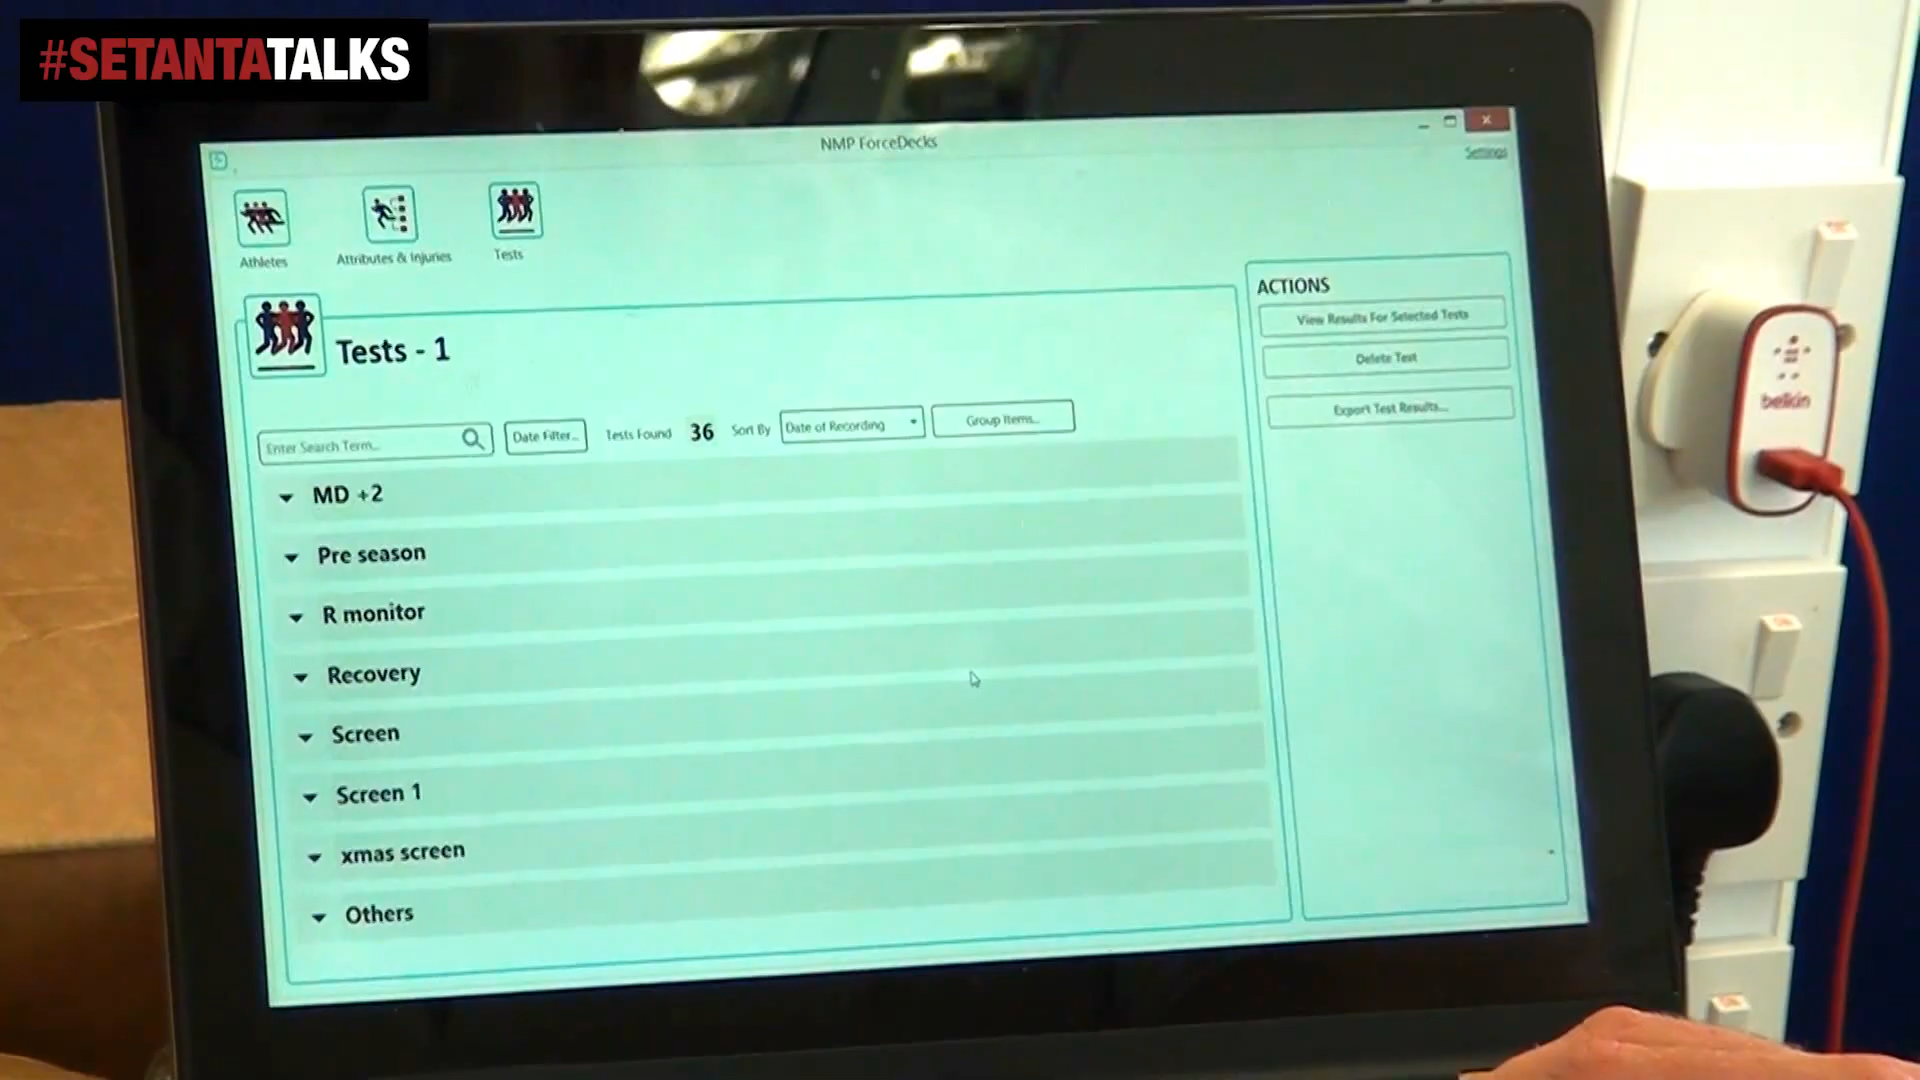 #SETANTATALKS
NMP ForceDecks
Settings
Athletes
Attributes & Injuries
Tests
Tests - 1
Enter Search Term...
Date Filter...
Tests Found 36
Sort By
Date of Recording
Group Items...
MD +2
Pre season
R monitor
Recovery
Screen
Screen 1
xmas screen
Others
ACTIONS
View Results For Selected Tests
Delete Test
Export Test Results...
belkin